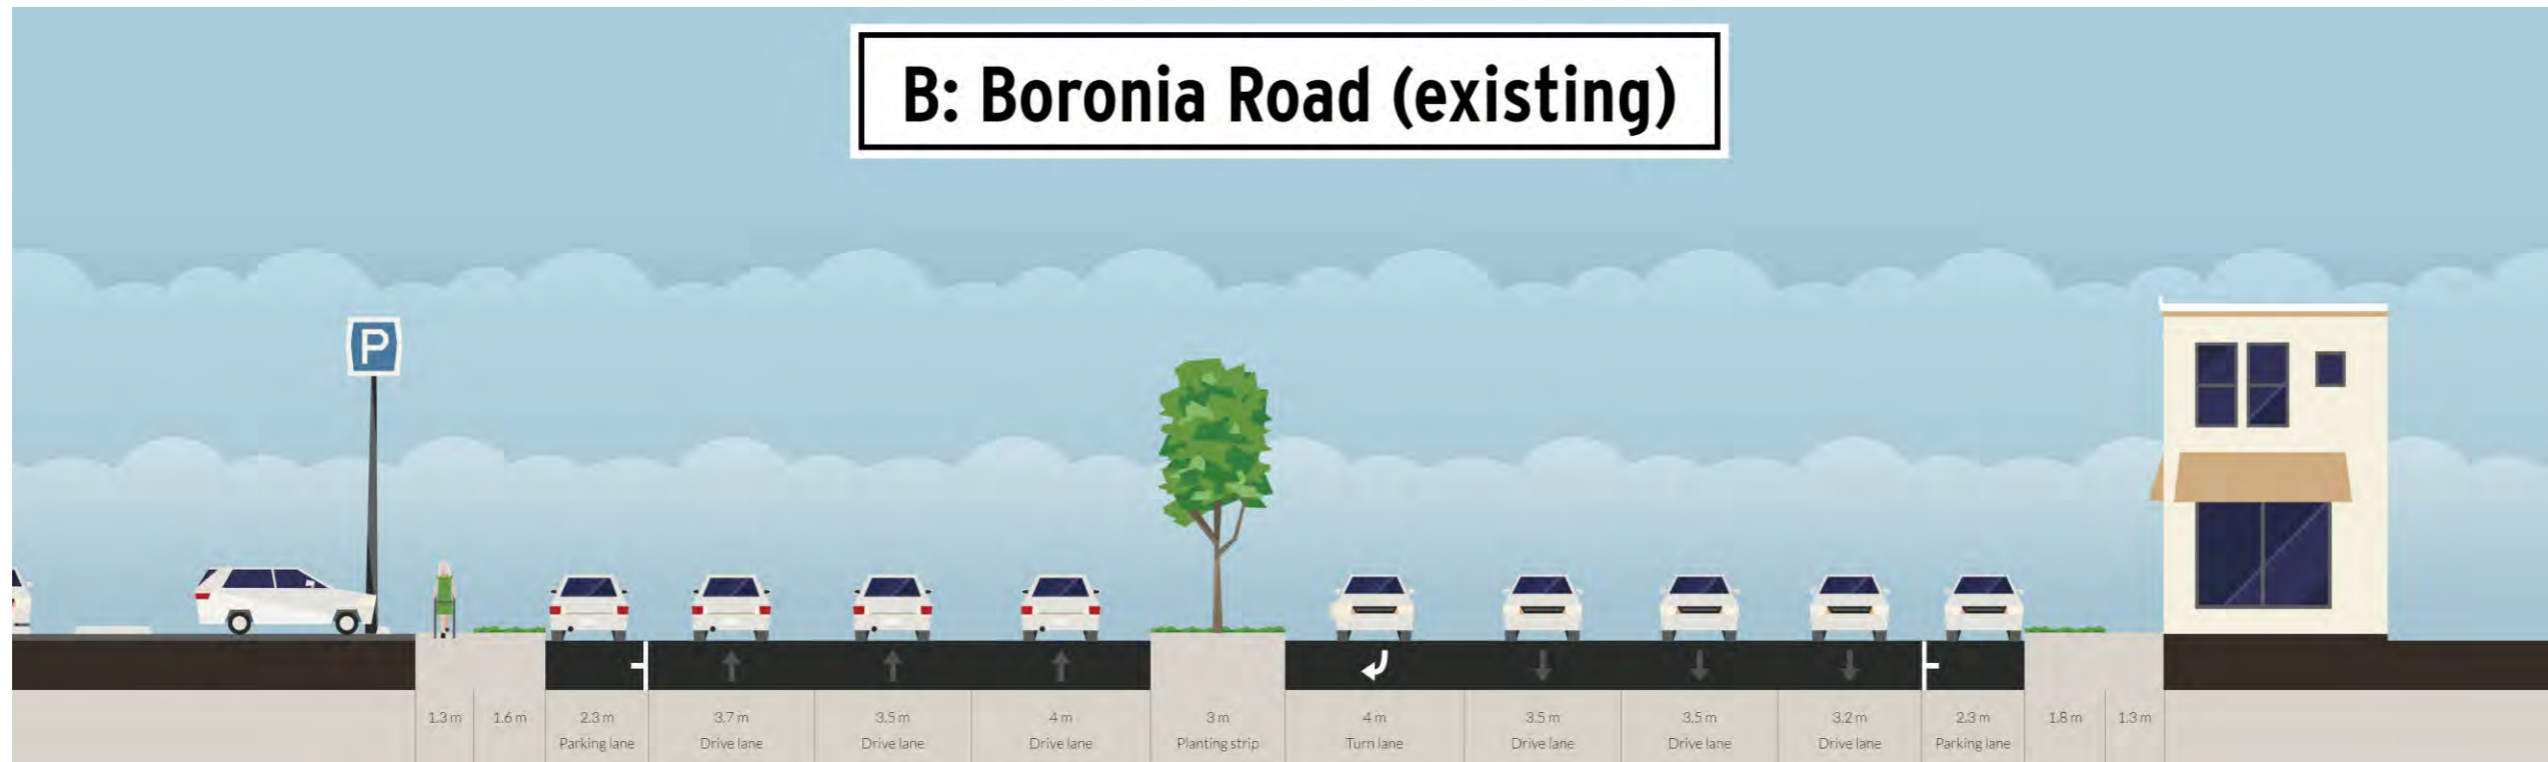 B: Boronia Road (existing)
P
1.3 m
1.6 m
2.3 m
Parking lane
3.7 m
Drive lane
3.5 m
Drive lane
4 m
Drive lane
3 m
Planting strip
4 m
Turn lane
3.5 m
Drive lane
3.5 m
Drive lane
3.2 m
Drive lane
2.3 m
Parking lane
1.8 m
1.3 m